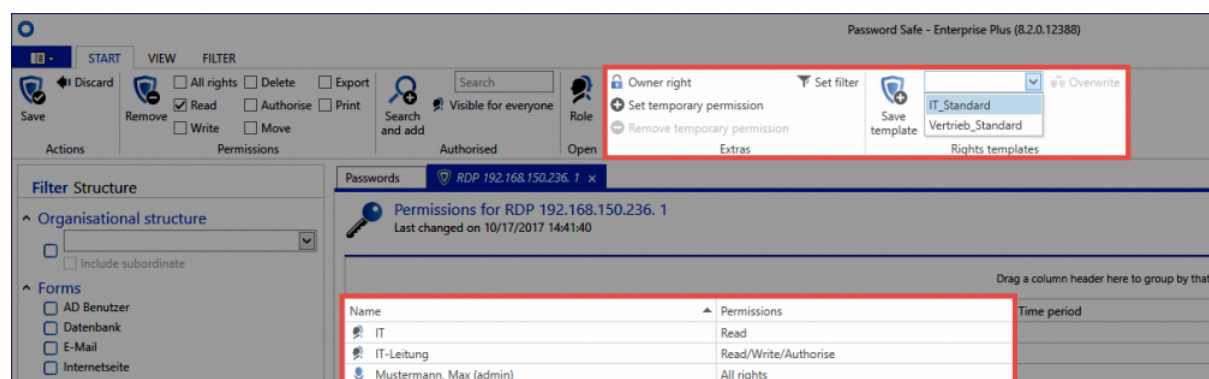 Password Safe - Enterprise Plus (8.2.0.12388)
START VIEW FILTER
Save
Discard
Actions
Remove
All rights Delete Export
Read Authorise Print
Write Move
Permissions
Search and add
Search
Visible for everyone
Authorised
Role
Open
Owner right Set filter
Set temporary permission
Remove temporary permission
Extras
Save template
Overwrite
IT_Standard
Vertrieb_Standard
Rights templates
Filter Structure
Organisational structure
Include subordinate
Forms
AD Benutzer
Datenbank
E-Mail
Internetseite
Passwords RDP 192.168.150.236. 1 ×
Permissions for RDP 192.168.150.236. 1
Last changed on 10/17/2017 14:41:40
Drag a column header here to group by that
Name Permissions Time period
IT Read
IT-Leitung Read/Write/Authorise
Mustermann, Max (admin) All rights